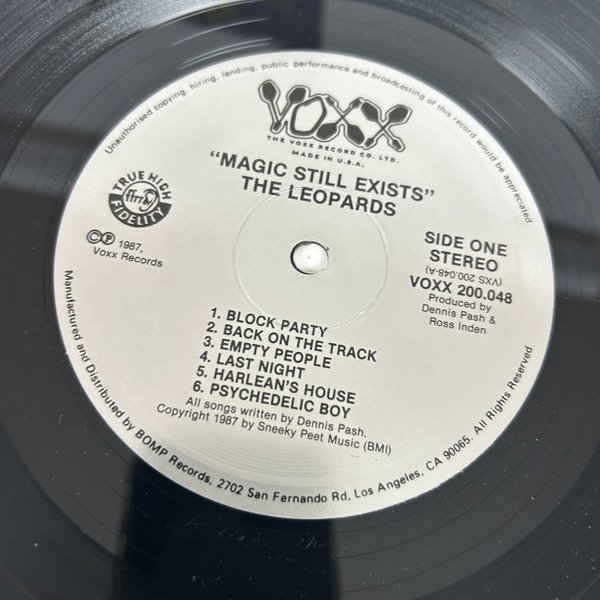 Unauthorised copying, hiring, lending, public performance and broadcasting of this record would be appreciated
VOXX
THE VOXX RECORD CO. LTD.
MADE IN U.S.A.
"MAGIC STILL EXISTS"
THE LEOPARDS
TRUE HIGH
ffrr
FIDELITY
©℗ 1987,
Voxx Records
SIDE ONE
STEREO
(VXS 200.048-A)
VOXX 200.048
Produced by
Dennis Pash &
Ross Inden
1. BLOCK PARTY
2. BACK ON THE TRACK
3. EMPTY PEOPLE
4. LAST NIGHT
5. HARLEAN'S HOUSE
6. PSYCHEDELIC BOY
All songs written by Dennis Pash.
Copyright 1987 by Sneeky Peet Music (BMI)
Manufactured and Distributed by BOMP Records, 2702 San Fernando Rd, Los Angeles, CA 90065. All Rights Reserved